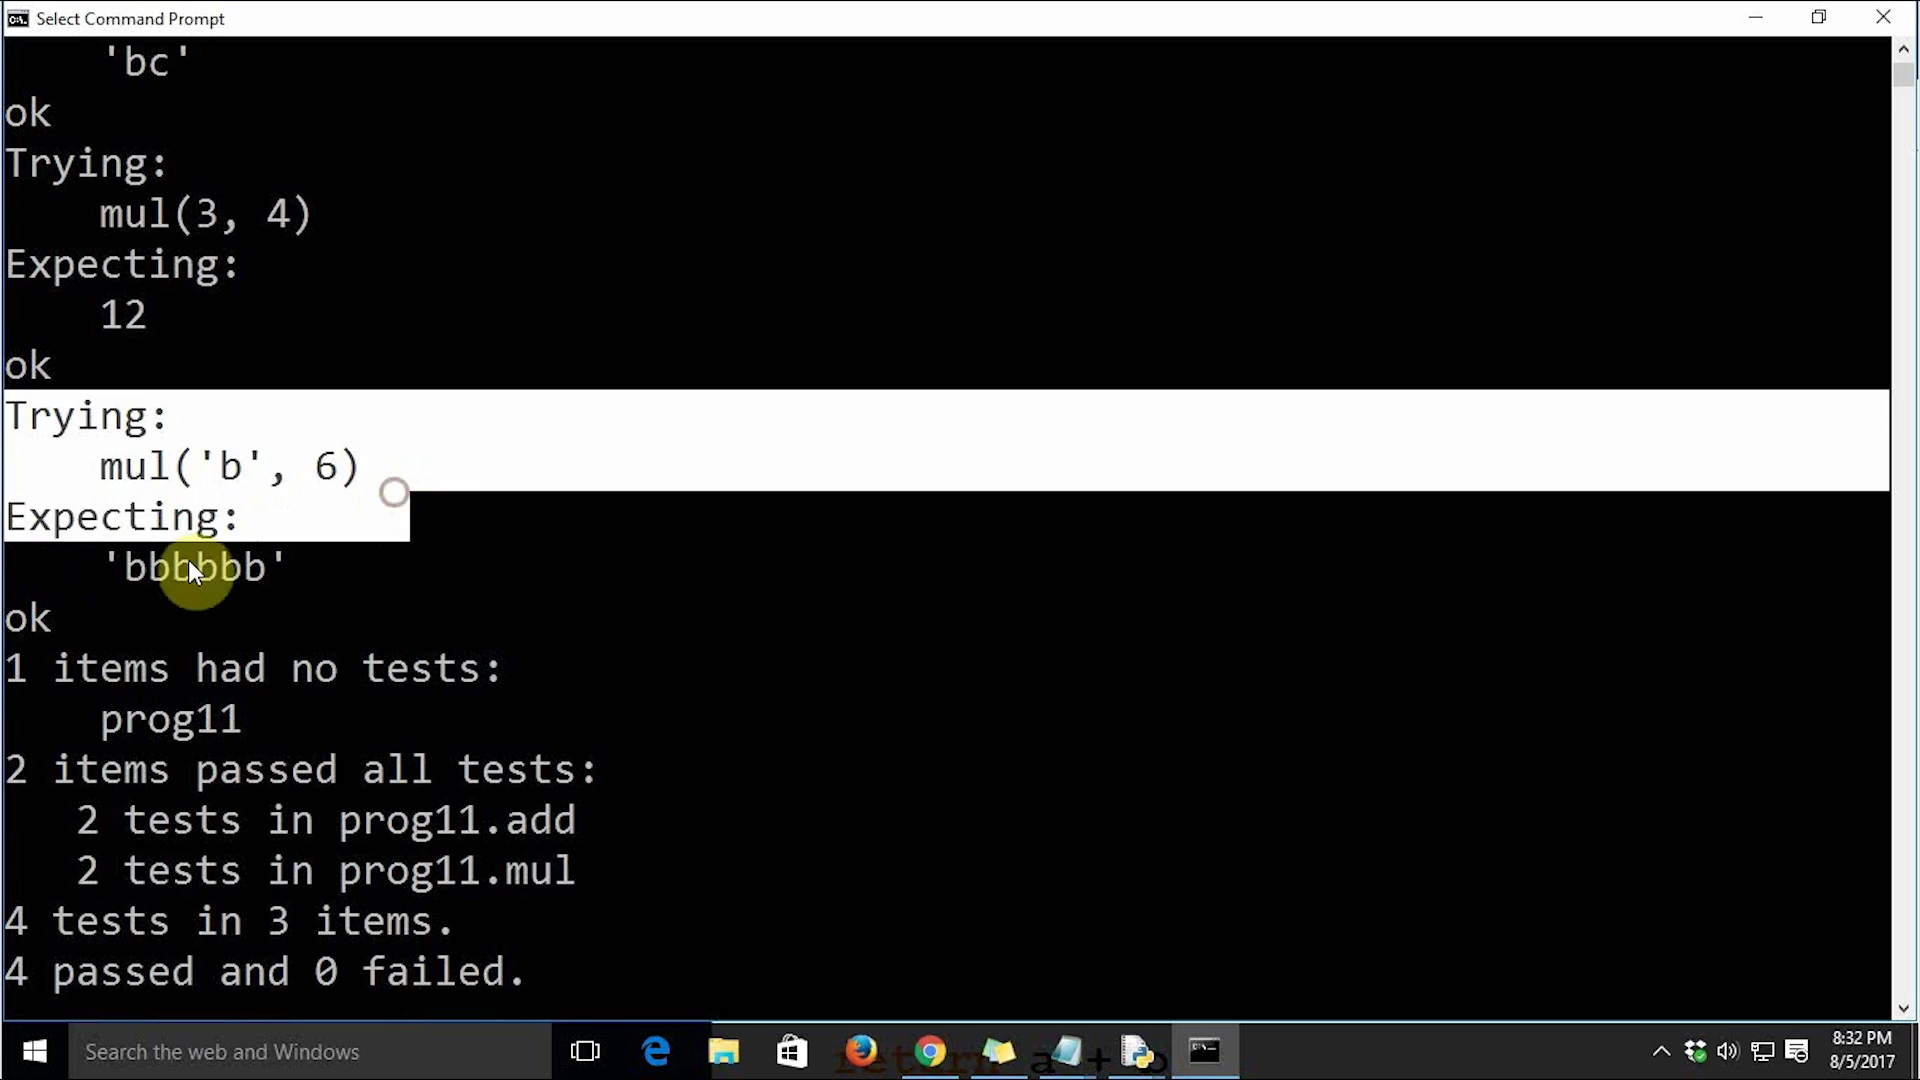 Select Command Prompt
'bc'
ok
Trying:
mul(3, 4)
Expecting:
12
ok
Trying:
mul('b', 6)
Expecting:
'bbbbbb'
ok
1 items had no tests:
prog11
2 items passed all tests:
2 tests in prog11.add
2 tests in prog11.mul
4 tests in 3 items.
4 passed and 0 failed.
Search the web and Windows
return a + b
8:32 PM
8/5/2017